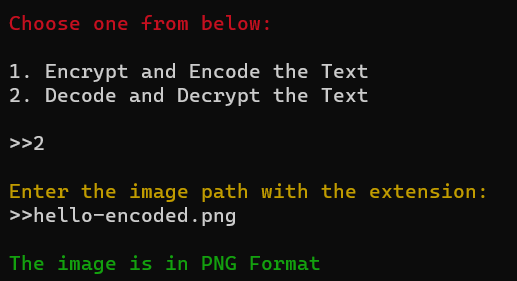 Choose one from below:
1. Encrypt and Encode the Text
2. Decode and Decrypt the Text
>>2
Enter the image path with the extension:
>>hello-encoded.png
The image is in PNG Format